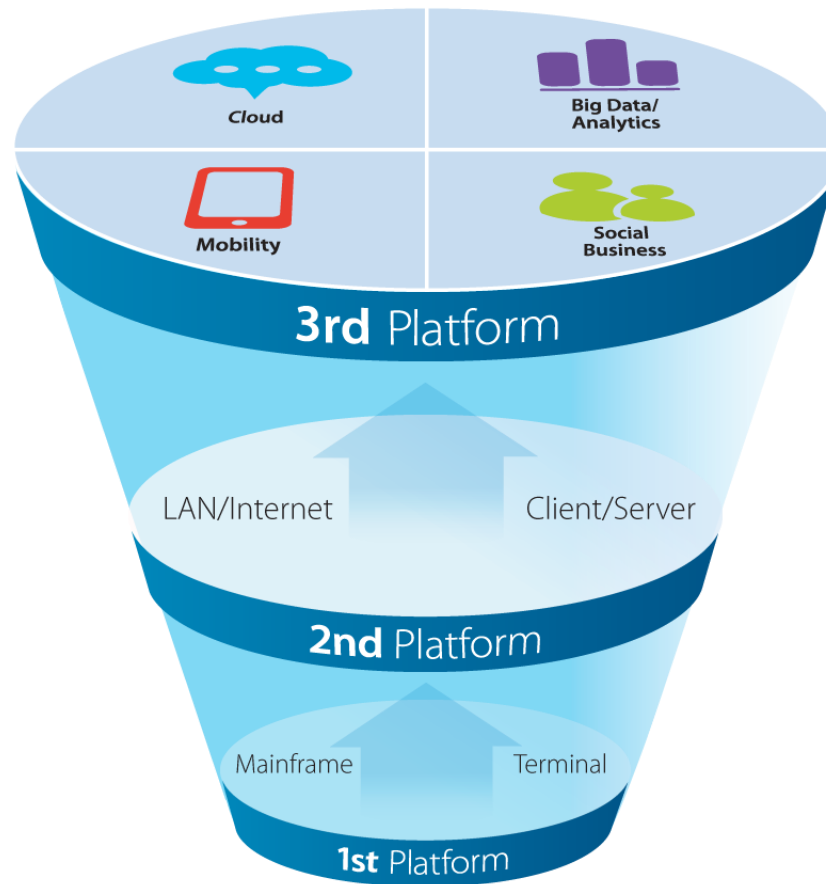 Cloud
Big Data/
Analytics
Mobility
Social
Business
3rd Platform
LAN/Internet
Client/Server
2nd Platform
Mainframe
Terminal
1st Platform